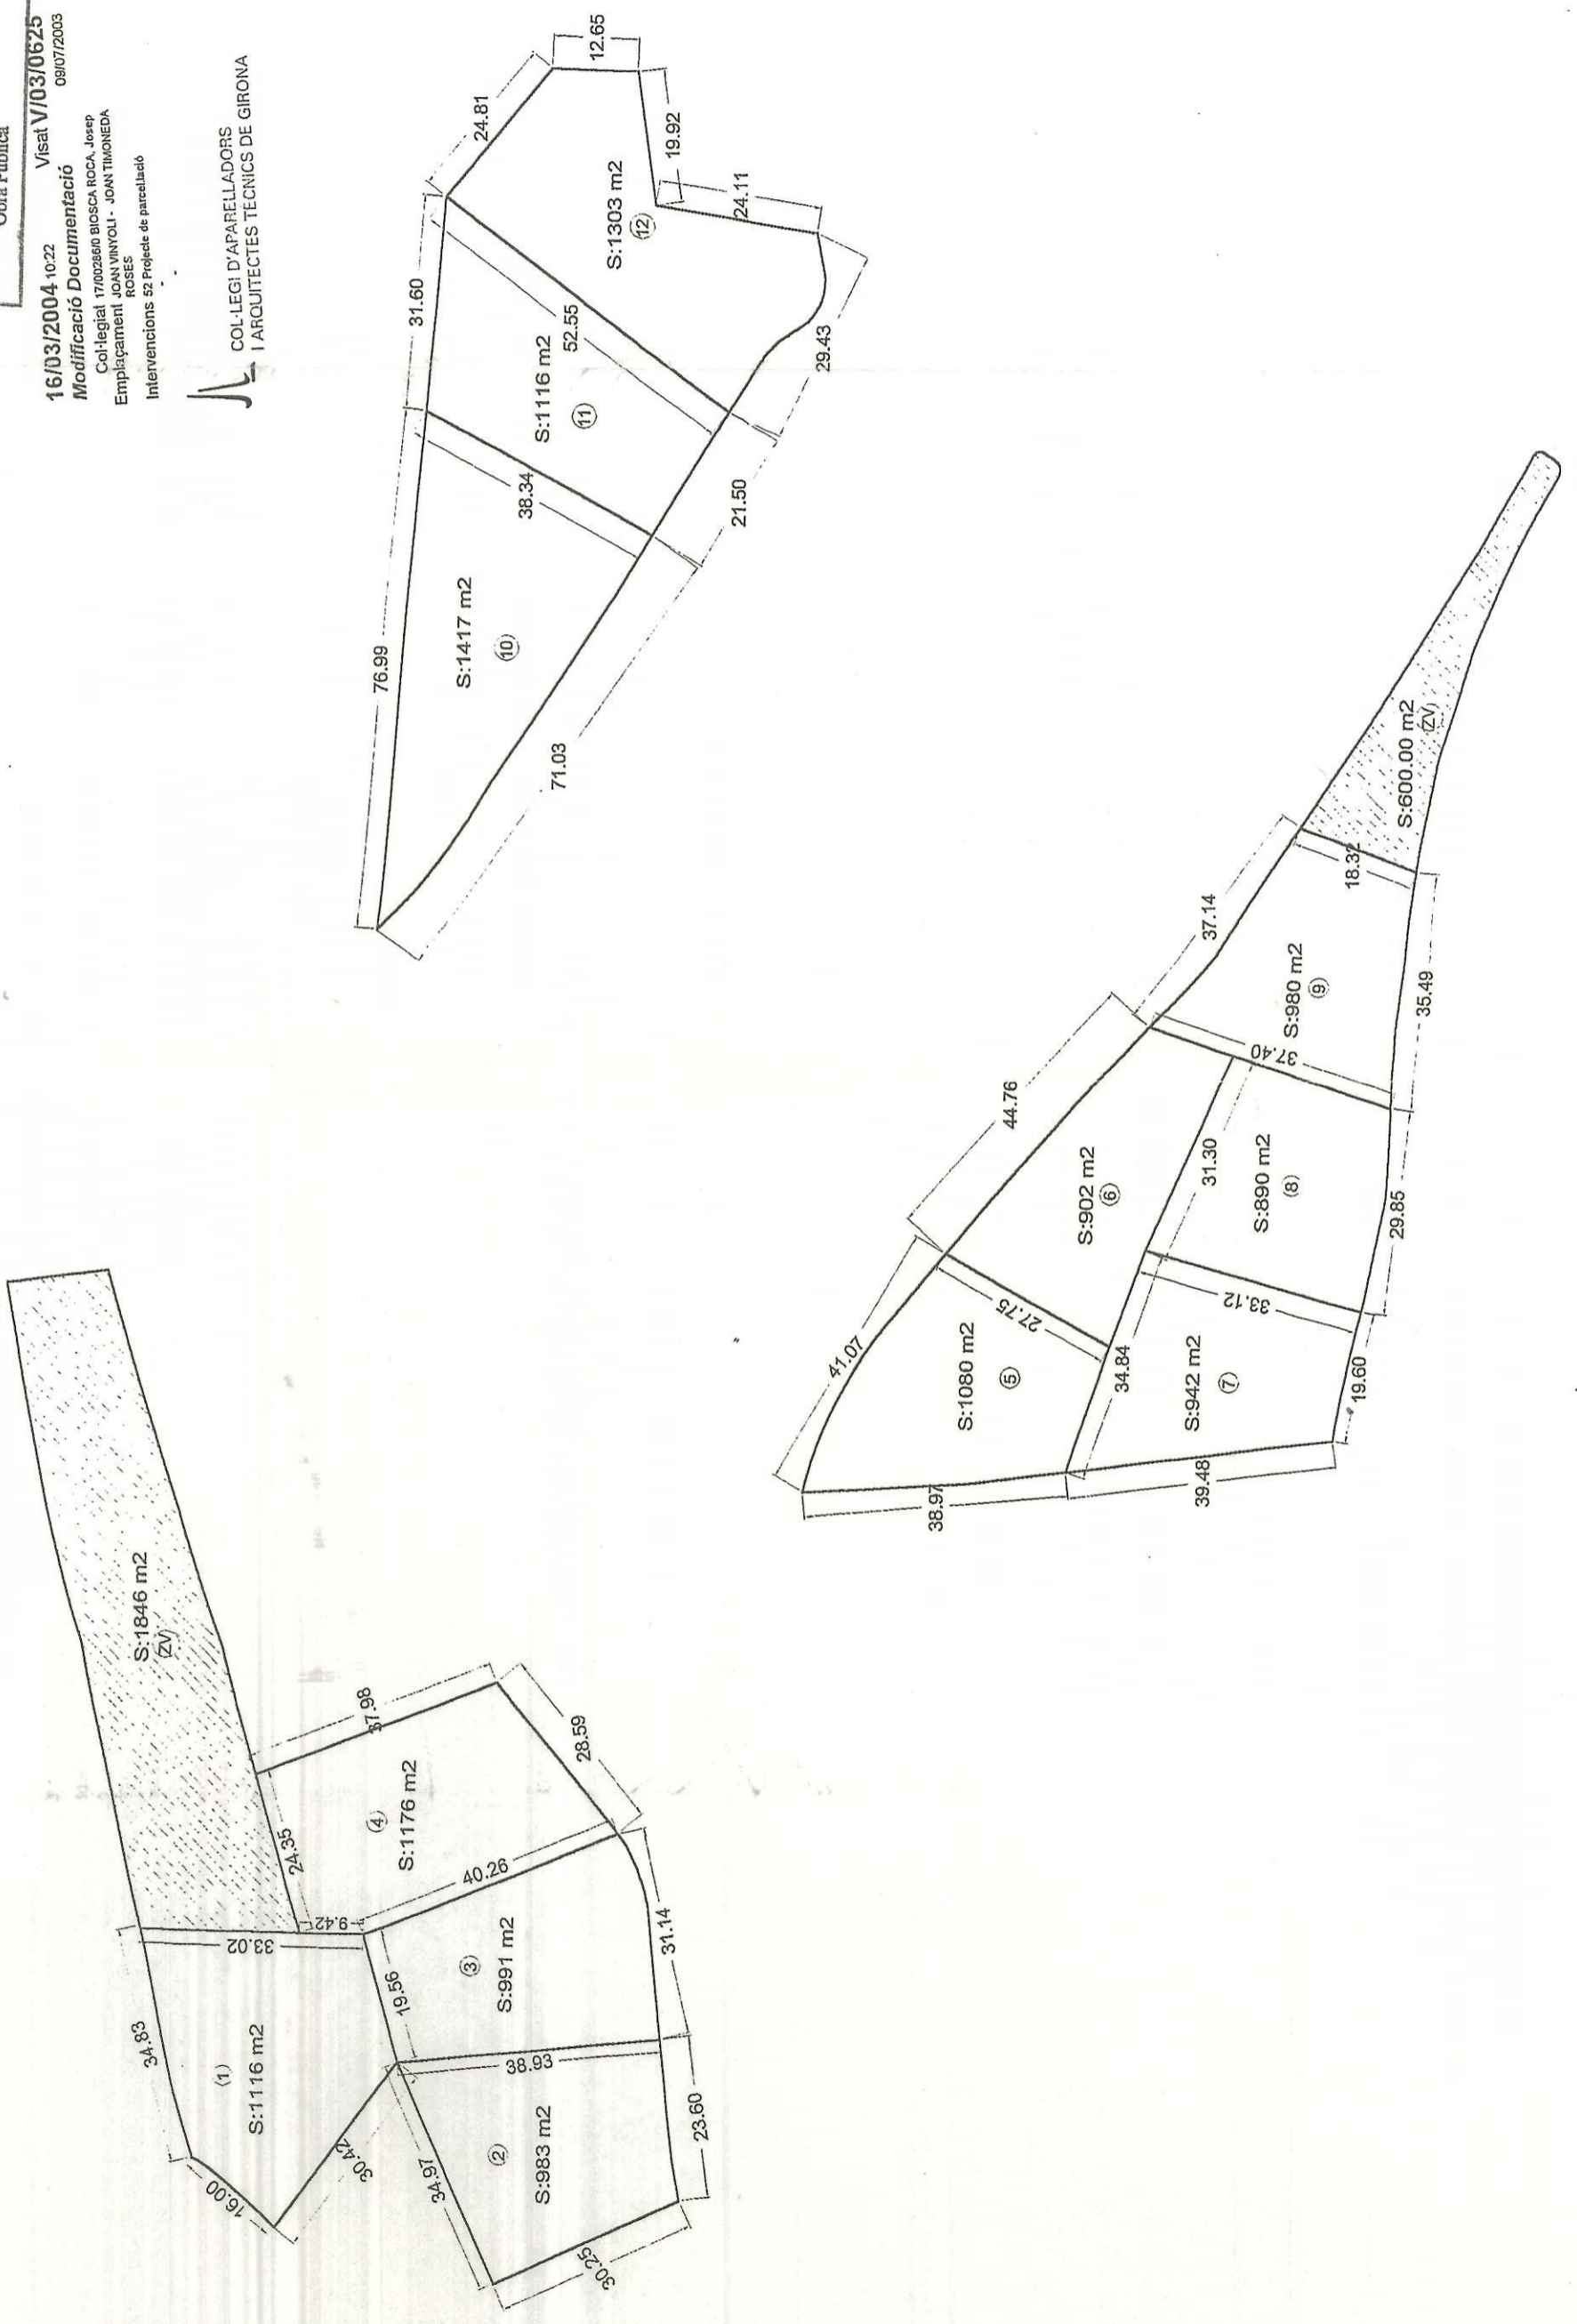 Obra Pública
16/03/2004 10:22 Visat V/03/0625
Modificació Documentació 09/07/2003
Col·legial 17/00286/0 BIOSCA ROCA, Josep
Emplaçament JOAN VINYOLI - JOAN TIMONEDA
ROSES
Intervencions 52 Projecte de parcel·lació
COL·LEGI D'APARELLADORS
I ARQUITECTES TÈCNICS DE GIRONA
34.83
16.00
(1)
S:1116 m2
33.02
30.42
S:1846 m2
(ZV)
9.42
24.35
37.98
(4)
S:1176 m2
28.59
40.26
19.56
(3)
S:991 m2
31.14
38.93
34.97
(2)
S:983 m2
23.60
30.25
76.99
S:1417 m2
(10)
71.03
38.34
31.60
S:1116 m2
(11)
52.55
21.50
24.81
12.65
19.92
S:1303 m2
(12)
24.11
29.43
41.07
S:1080 m2
(5)
38.97
27.75
44.76
S:902 m2
(6)
34.84
S:942 m2
(7)
39.48
19.60
33.12
31.30
S:890 m2
(8)
29.85
37.40
37.14
S:980 m2
(9)
35.49
18.32
S:600.00 m2
(ZV)